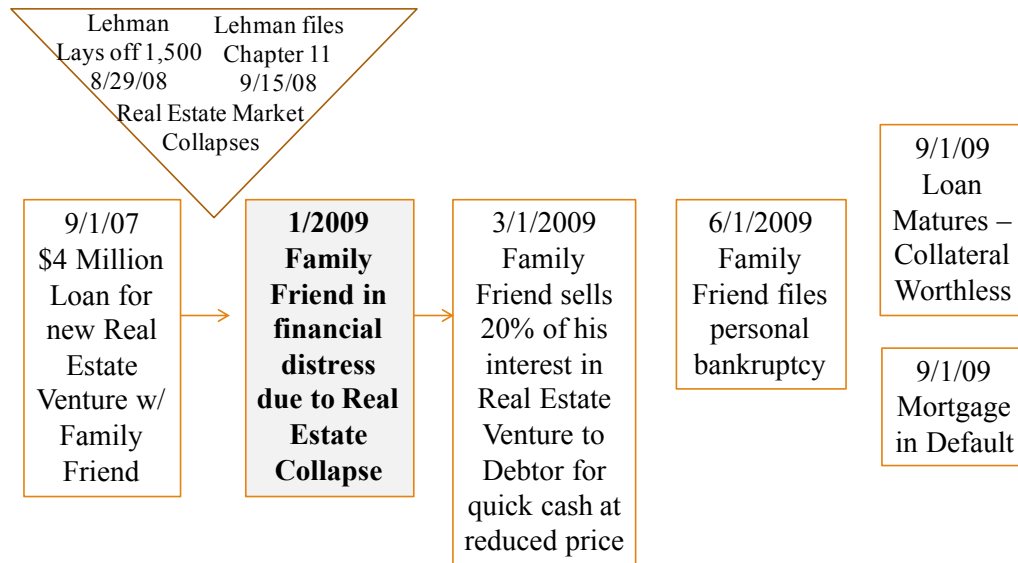 Lehman
Lays off 1,500
8/29/08
Lehman files
Chapter 11
9/15/08
Real Estate Market
Collapses
9/1/07
$4 Million
Loan for
new Real
Estate
Venture w/
Family
Friend
1/2009
Family
Friend in
financial
distress
due to Real
Estate
Collapse
3/1/2009
Family
Friend sells
20% of his
interest in
Real Estate
Venture to
Debtor for
quick cash at
reduced price
6/1/2009
Family
Friend files
personal
bankruptcy
9/1/09
Loan
Matures –
Collateral
Worthless
9/1/09
Mortgage
in Default